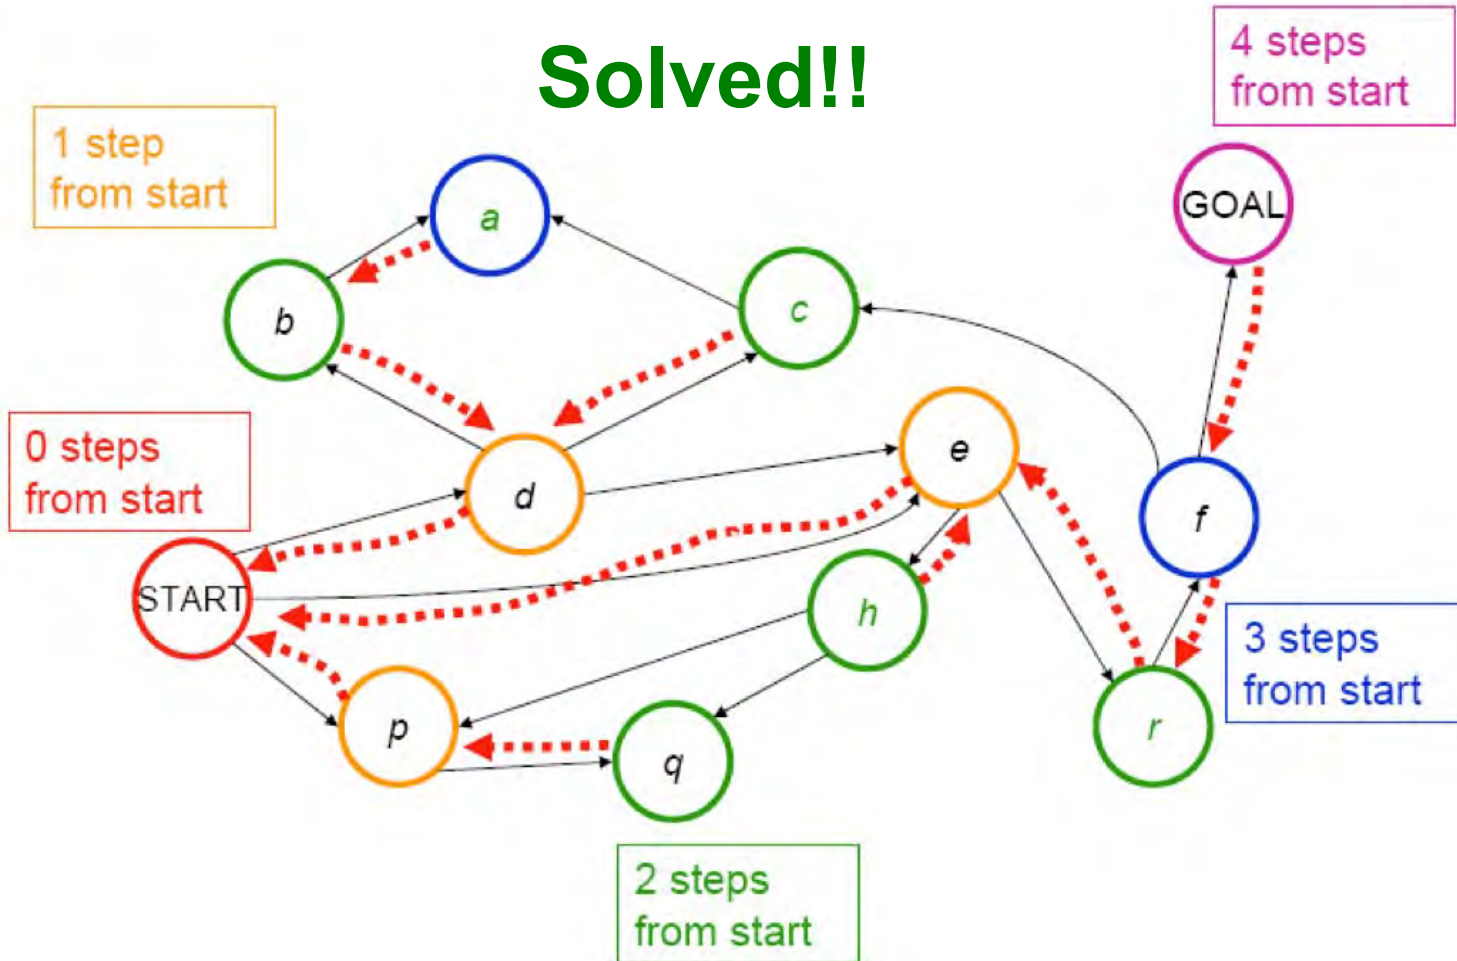 Solved!!
4 steps
from start
1 step
from start
a
GOAL
b
c
0 steps
from start
e
d
f
START
h
3 steps
from start
p
q
r
2 steps
from start